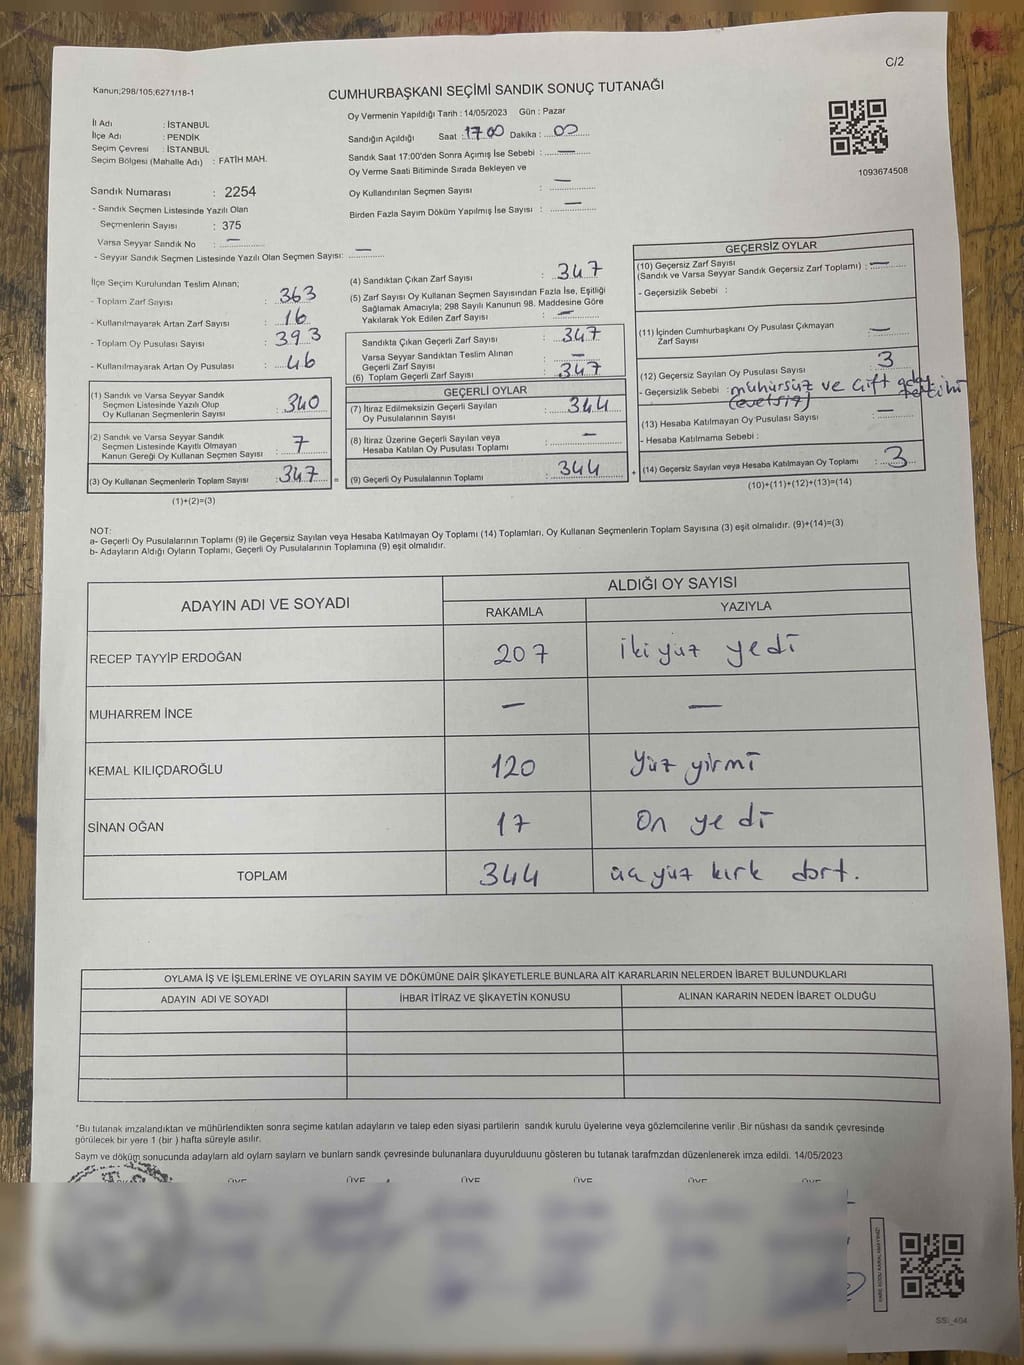 C/2
Kanun;298/105;6271/18-1
CUMHURBAŞKANI SEÇİMİ SANDIK SONUÇ TUTANAĞI
Oy Vermenin Yapıldığı Tarih : 14/05/2023 Gün : Pazar
İl Adı : İSTANBUL
İlçe Adı : PENDİK
Seçim Çevresi : İSTANBUL
Seçim Bölgesi (Mahalle Adı) : FATİH MAH.
Sandığın Açıldığı Saat : 17 00 Dakika : 00
Sandık Saat 17:00'den Sonra Açımış İse Sebebi : —
Oy Verme Saati Bitiminde Sırada Bekleyen ve
Oy Kullandırılan Seçmen Sayısı : —
Birden Fazla Sayım Döküm Yapılmış İse Sayısı : —
1093674508
Sandık Numarası : 2254
- Sandık Seçmen Listesinde Yazılı Olan
Seçmenlerin Sayısı : 375
Varsa Seyyar Sandık No : —
- Seyyar Sandık Seçmen Listesinde Yazılı Olan Seçmen Sayısı: —
İlçe Seçim Kurulundan Teslim Alınan;
- Toplam Zarf Sayısı : 363
- Kullanılmayarak Artan Zarf Sayısı : 16
- Toplam Oy Pusulası Sayısı : 393
- Kullanılmayarak Artan Oy Pusulası : 46
(1) Sandık ve Varsa Seyyar Sandık
Seçmen Listesinde Yazılı Olup
Oy Kullanan Seçmenlerin Sayısı : 340
(2) Sandık ve Varsa Seyyar Sandık
Seçmen Listesinde Kayıtlı Olmayan
Kanun Gereği Oy Kullanan Seçmen Sayısı : 7
(3) Oy Kullanan Seçmenlerin Toplam Sayısı : 347 =
(1)+(2)=(3)
(4) Sandıktan Çıkan Zarf Sayısı : 347
(5) Zarf Sayısı Oy Kullanan Seçmen Sayısından Fazla İse, Eşitliği
Sağlamak Amacıyla; 298 Sayılı Kanunun 98. Maddesine Göre
Yakılarak Yok Edilen Zarf Sayısı : —
Sandıkta Çıkan Geçerli Zarf Sayısı : 347
Varsa Seyyar Sandıktan Teslim Alınan
Geçerli Zarf Sayısı : —
(6) Toplam Geçerli Zarf Sayısı : 347
GEÇERLİ OYLAR
(7) İtiraz Edilmeksizin Geçerli Sayılan
Oy Pusulasının Sayısı : 344
(8) İtiraz Üzerine Geçerli Sayılan veya
Hesaba Katılan Oy Pusulası Toplamı : —
(9) Geçerli Oy Pusulalarının Toplamı : 344 +
GEÇERSİZ OYLAR
(10) Geçersiz Zarf Sayısı
(Sandık ve Varsa Seyyar Sandık Geçersiz Zarf Toplamı) : —
- Geçersizlik Sebebi :
(11) İçinden Cumhurbaşkanı Oy Pusulası Çıkmayan
Zarf Sayısı : —
(12) Geçersiz Sayılan Oy Pusulası Sayısı : 3
- Geçersizlik Sebebi : mühürsüz ve çift
(13) Hesaba Katılmayan Oy Pusulası Sayısı : —
- Hesaba Katılmama Sebebi :
(14) Geçersiz Sayılan veya Hesaba Katılmayan Oy Toplamı : 3
(10)+(11)+(12)+(13)=(14)
NOT:
a- Geçerli Oy Pusulalarının Toplamı (9) ile Geçersiz Sayılan veya Hesaba Katılmayan Oy Toplamı (14) Toplamları, Oy Kullanan Seçmenlerin Toplam Sayısına (3) eşit olmalıdır. (9)+(14)=(3)
b- Adayların Aldığı Oyların Toplamı, Geçerli Oy Pusulalarının Toplamına (9) eşit olmalıdır.
ADAYIN ADI VE SOYADI ALDIĞI OY SAYISI
RAKAMLA YAZIYLA
RECEP TAYYİP ERDOĞAN 207 iki yüz yedi
MUHARREM İNCE — —
KEMAL KILIÇDAROĞLU 120 Yüz yirmi
SİNAN OĞAN 17 On yedi
TOPLAM 344 üç yüz kırk dört.
OYLAMA İŞ VE İŞLEMLERİNE VE OYLARIN SAYIM VE DÖKÜMÜNE DAİR ŞİKAYETLERLE BUNLARA AİT KARARLARIN NELERDEN İBARET BULUNDUKLARI
ADAYIN ADI VE SOYADI İHBAR İTİRAZ VE ŞİKAYETİN KONUSU ALINAN KARARIN NEDEN İBARET OLDUĞU
*Bu tutanak imzalandıktan ve mühürlendikten sonra seçime katılan adayların ve talep eden siyasi partilerin sandık kurulu üyelerine veya gözlemcilerine verilir .Bir nüshası da sandık çevresinde
görülecek bir yere 1 (bir ) hafta süreyle asılır.
Saym ve döküm sonucunda adaylarn ald oylarn saylarn ve bunlarn sandk çevresinde bulunanlara duyurulduunu gösteren bu tutanak tarafmzdan düzenlenerek imza edildi. 14/05/2023
ÜYE ÜYE ÜYE ÜYE ÜYE ÜYE
SSi_404